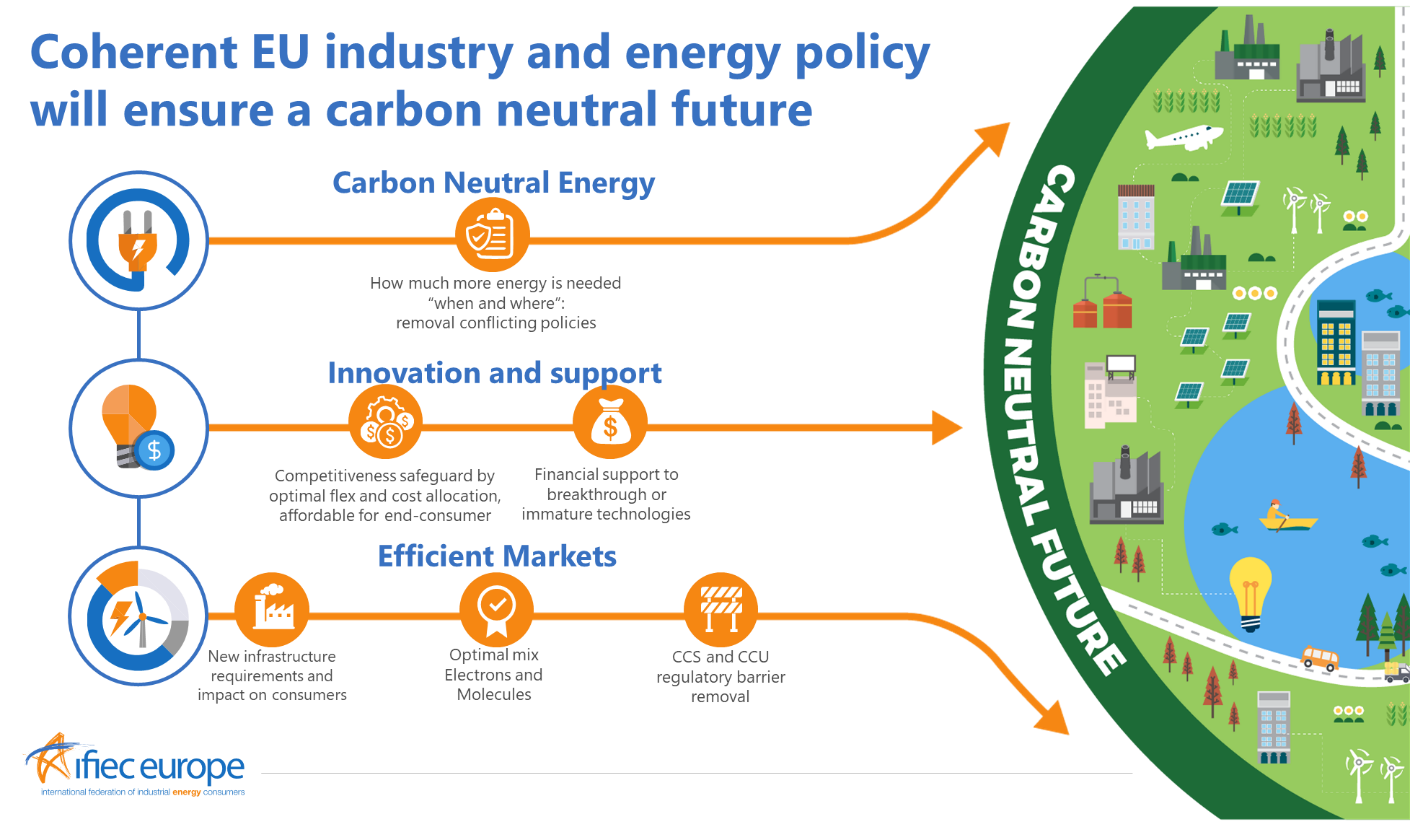 Coherent EU industry and energy policy
will ensure a carbon neutral future
Carbon Neutral Energy
How much more energy is needed
“when and where”:
removal conflicting policies
Innovation and support
$
$
$
$
$
Competitiveness safeguard by
optimal flex and cost allocation,
affordable for end-consumer
Financial support to
breakthrough or
immature technologies
Efficient Markets
New infrastructure
requirements and
impact on consumers
Optimal mix
Electrons and
Molecules
CCS and CCU
regulatory barrier
removal
CARBON NEUTRAL FUTURE
ifiec europe
international federation of industrial energy consumers